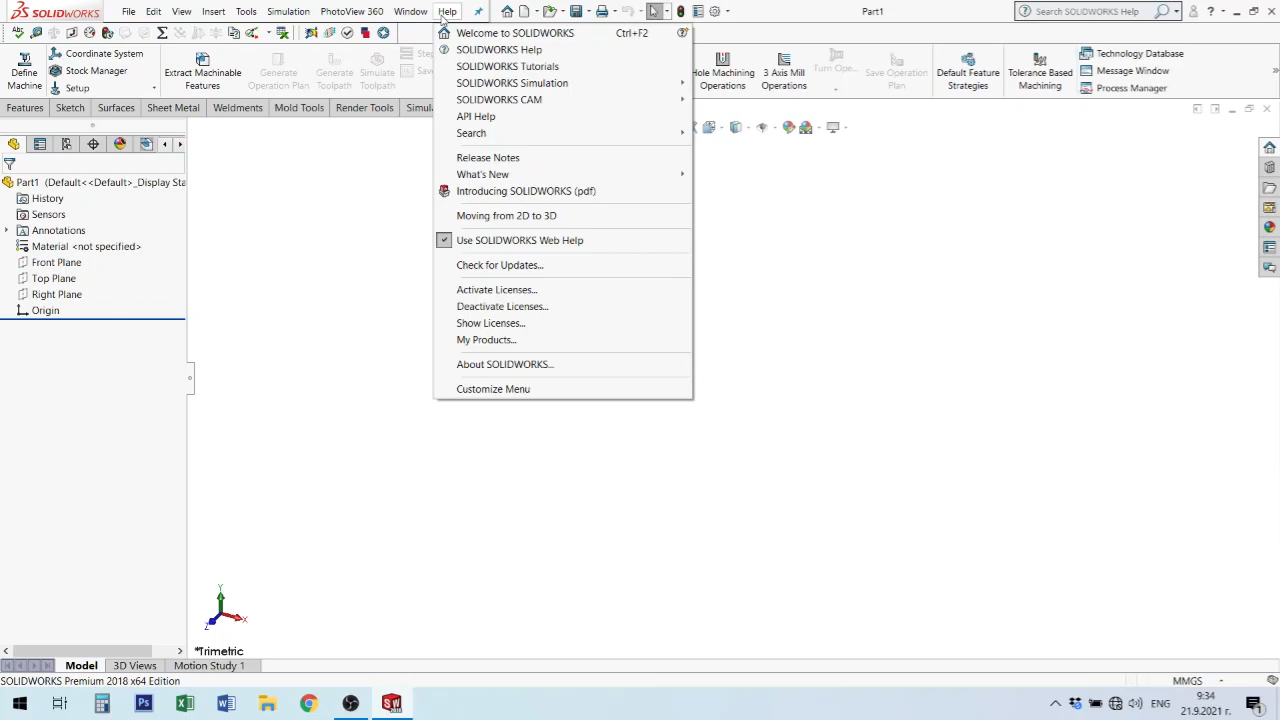 SOLIDWORKS File Edit View Insert Tools Simulation PhotoView 360 Window Help Part1 Search SOLIDWORKS Help
Define Machine
Coordinate System
Stock Manager
Setup
Extract Machinable Features
Generate Operation Plan
Generate Toolpath
Simulate Toolpath
Hole Machining Operations
3 Axis Mill Operations
Turn Ope...
Save Operation Plan
Default Feature Strategies
Tolerance Based Machining
Technology Database
Message Window
Process Manager
Features Sketch Surfaces Sheet Metal Weldments Mold Tools Render Tools
Welcome to SOLIDWORKS Ctrl+F2
SOLIDWORKS Help
SOLIDWORKS Tutorials
SOLIDWORKS Simulation
SOLIDWORKS CAM
API Help
Search
Release Notes
What's New
Introducing SOLIDWORKS (pdf)
Moving from 2D to 3D
Use SOLIDWORKS Web Help
Check for Updates...
Activate Licenses...
Deactivate Licenses...
Show Licenses...
My Products...
About SOLIDWORKS...
Customize Menu
Part1 (Default<<Default>_Display Sta
History
Sensors
Annotations
Material <not specified>
Front Plane
Top Plane
Right Plane
Origin
Y
X
Z
*Trimetric
Model 3D Views Motion Study 1
SOLIDWORKS Premium 2018 x64 Edition MMGS
ЕНГ 9:34
21.9.2021 г.